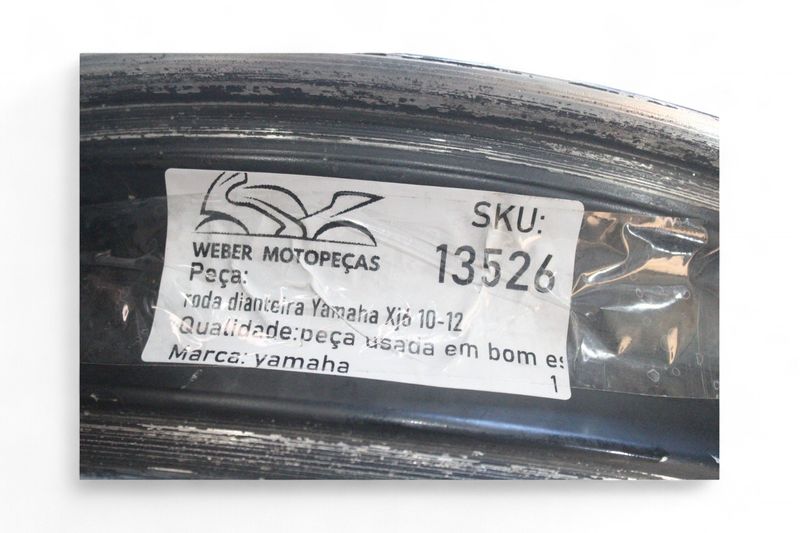 SKU:
13526
WEBER MOTOPEÇAS
Peça:
roda dianteira Yamaha Xj6 10-12
Qualidade:peça usada em bom es
Marca: yamaha
1